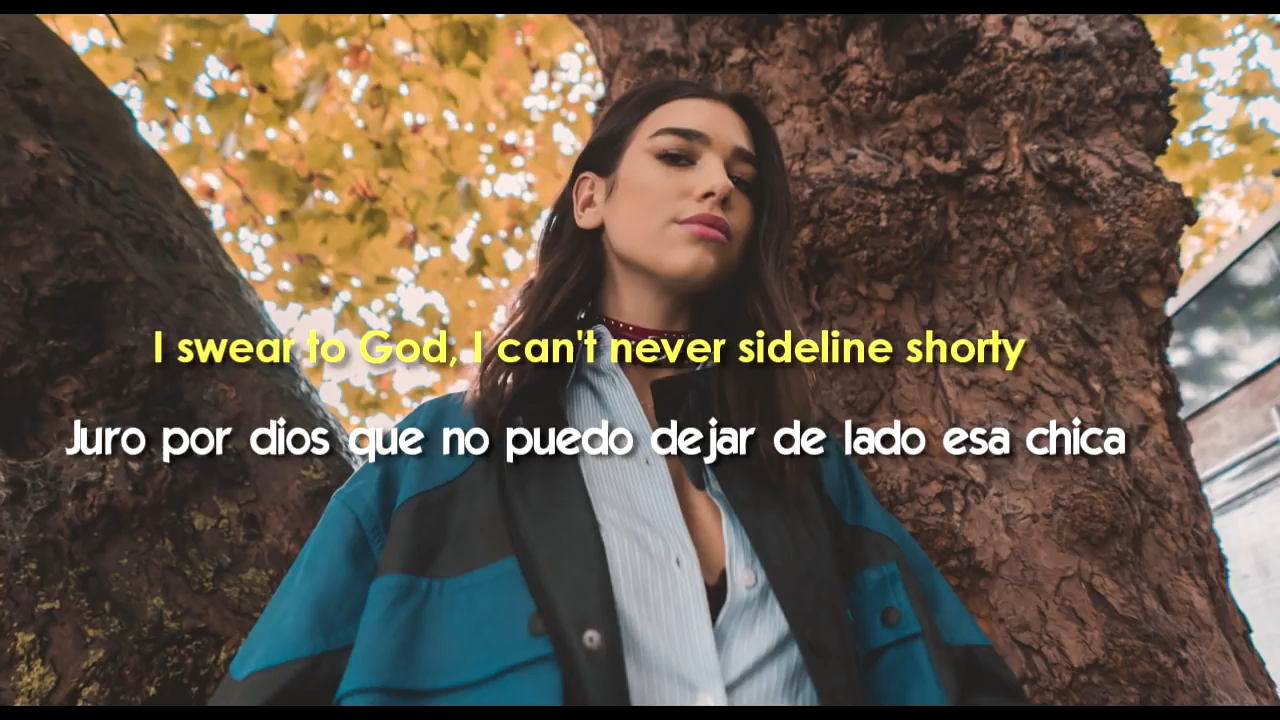 I swear to God, I can't never sideline shorty
Juro por dios que no puedo dejar de lado esa chica